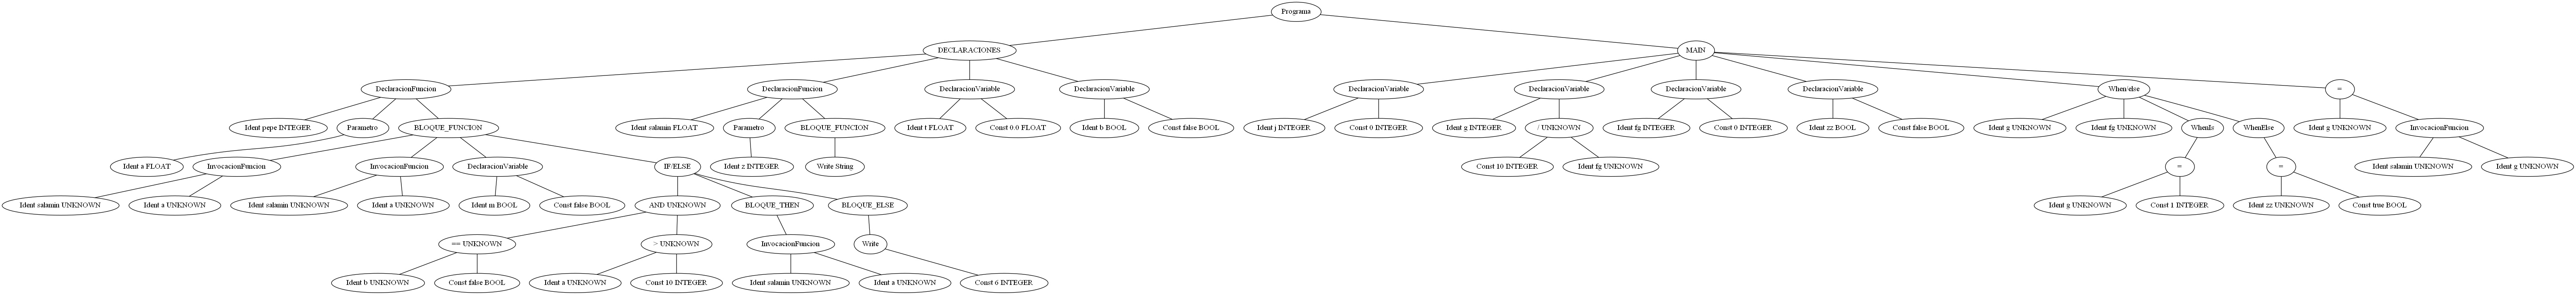 Programa
DECLARACIONES MAIN
DeclaracionFuncion DeclaracionFuncion DeclaracionVariable DeclaracionVariable DeclaracionVariable DeclaracionVariable DeclaracionVariable DeclaracionVariable When/else =
Ident pepe INTEGER Parametro BLOQUE_FUNCION Ident salamin FLOAT Parametro BLOQUE_FUNCION Ident t FLOAT Const 0.0 FLOAT Ident b BOOL Const false BOOL Ident j INTEGER Const 0 INTEGER Ident g INTEGER / UNKNOWN Ident fg INTEGER Const 0 INTEGER Ident zz BOOL Const false BOOL Ident g UNKNOWN Ident fg UNKNOWN WhenIs WhenElse Ident g UNKNOWN InvocacionFuncion
Ident a FLOAT InvocacionFuncion InvocacionFuncion DeclaracionVariable IF/ELSE Ident z INTEGER Write String Const 10 INTEGER Ident fg UNKNOWN = = Ident salamin UNKNOWN Ident g UNKNOWN
Ident salamin UNKNOWN Ident a UNKNOWN Ident salamin UNKNOWN Ident a UNKNOWN Ident m BOOL Const false BOOL AND UNKNOWN BLOQUE_THEN BLOQUE_ELSE Ident g UNKNOWN Const 1 INTEGER Ident zz UNKNOWN Const true BOOL
== UNKNOWN > UNKNOWN InvocacionFuncion Write
Ident b UNKNOWN Const false BOOL Ident a UNKNOWN Const 10 INTEGER Ident salamin UNKNOWN Ident a UNKNOWN Const 6 INTEGER